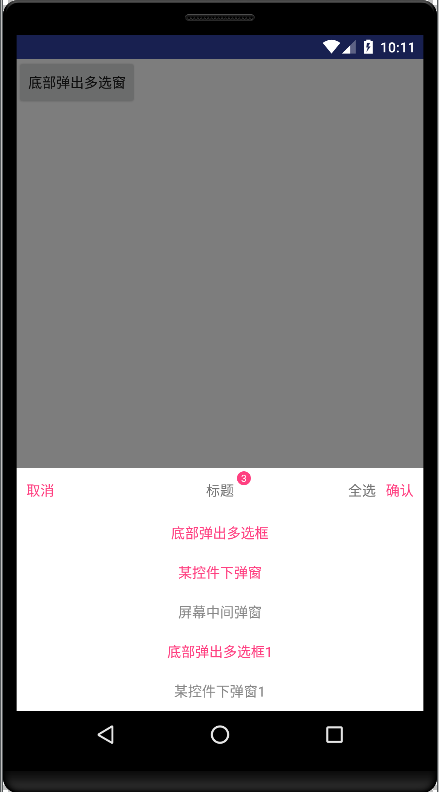 10:11
底部弹出多选窗
取消 标题 3 全选 确认
底部弹出多选框
某控件下弹窗
屏幕中间弹窗
底部弹出多选框1
某控件下弹窗1